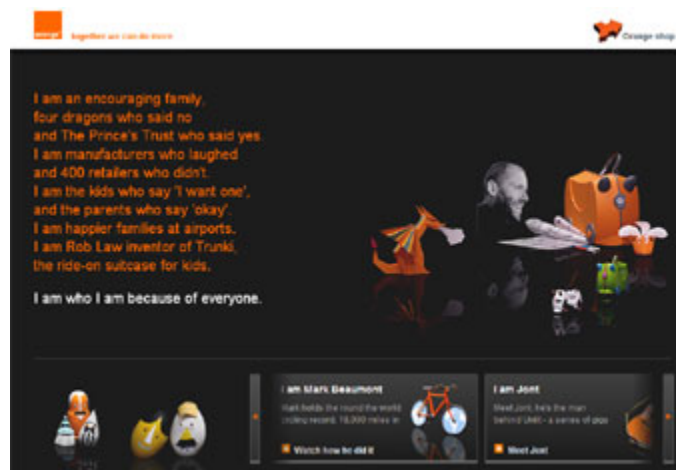 orange
together we can do more
Orange shop
I am an encouraging family,
four dragons who said no
and The Prince's Trust who said yes.
I am manufacturers who laughed
and 400 retailers who didn't.
I am the kids who say 'I want one',
and the parents who say 'okay'.
I am happier families at airports.
I am Rob Law inventor of Trunki,
the ride-on suitcase for kids.
I am who I am because of everyone.
I am Mark Beaumont
Mark holds the round the world
cycling record, 18,000 miles in
Watch how he did it
I am Jont
Meet Jont, he's the man
behind Unlit - a series of gigs
Meet Jont